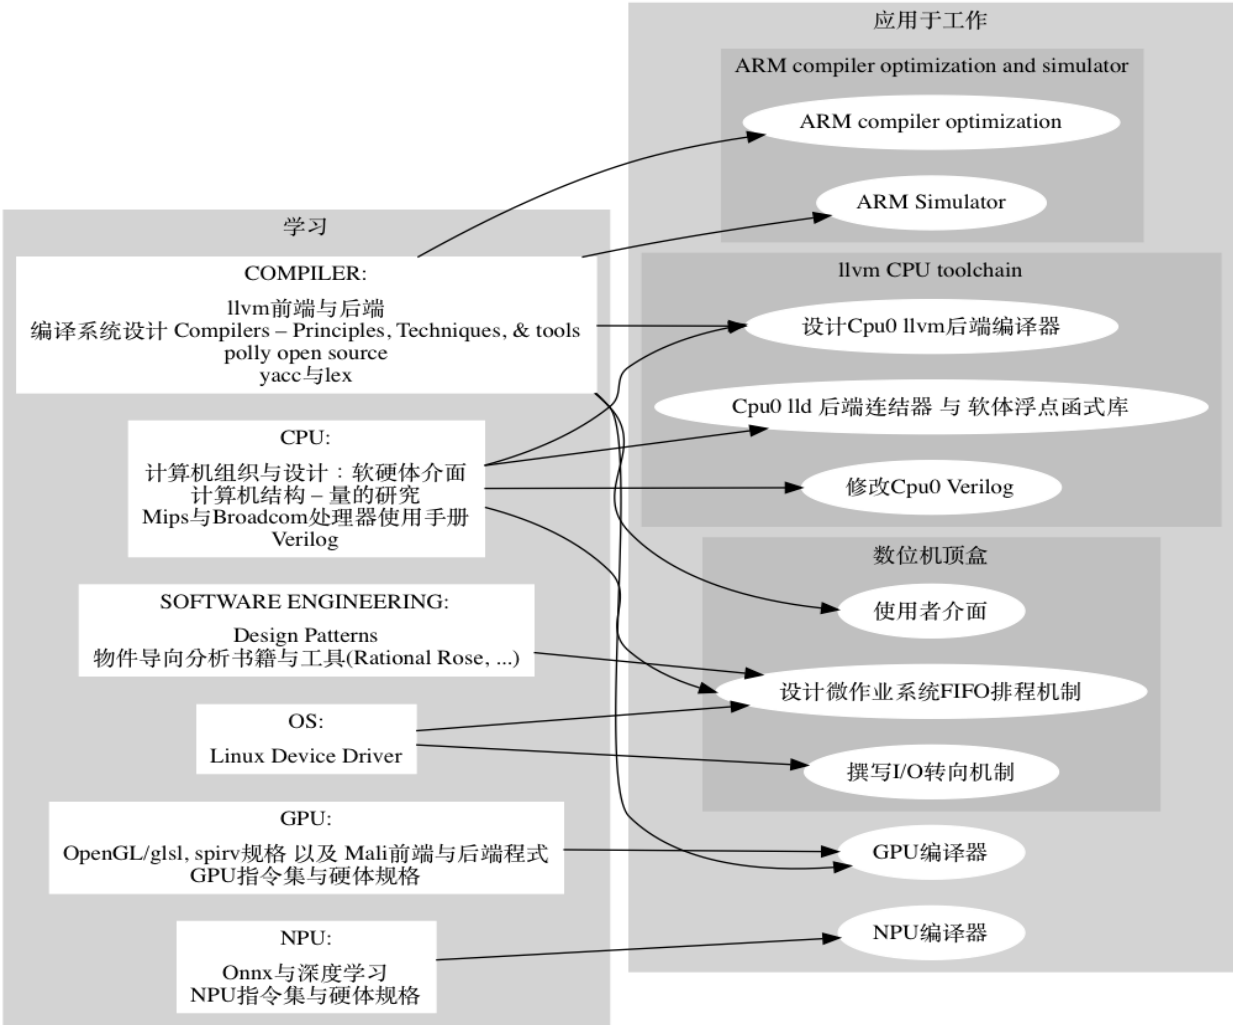 学习
COMPILER:
llvm前端与后端
编译系统设计 Compilers – Principles, Techniques, & tools
polly open source
yacc与lex
CPU:
计算机组织与设计：软硬体介面
计算机结构 – 量的研究
Mips与Broadcom处理器使用手册
Verilog
SOFTWARE ENGINEERING:
Design Patterns
物件导向分析书籍与工具(Rational Rose, ...)
OS:
Linux Device Driver
GPU:
OpenGL/glsl, spirv规格 以及 Mali前端与后端程式
GPU指令集与硬体规格
NPU:
Onnx与深度学习
NPU指令集与硬体规格
应用于工作
ARM compiler optimization and simulator
ARM compiler optimization
ARM Simulator
llvm CPU toolchain
设计Cpu0 llvm后端编译器
Cpu0 lld 后端连结器 与 软体浮点函式库
修改Cpu0 Verilog
数位机顶盒
使用者介面
设计微作业系统FIFO排程机制
撰写I/O转向机制
GPU编译器
NPU编译器